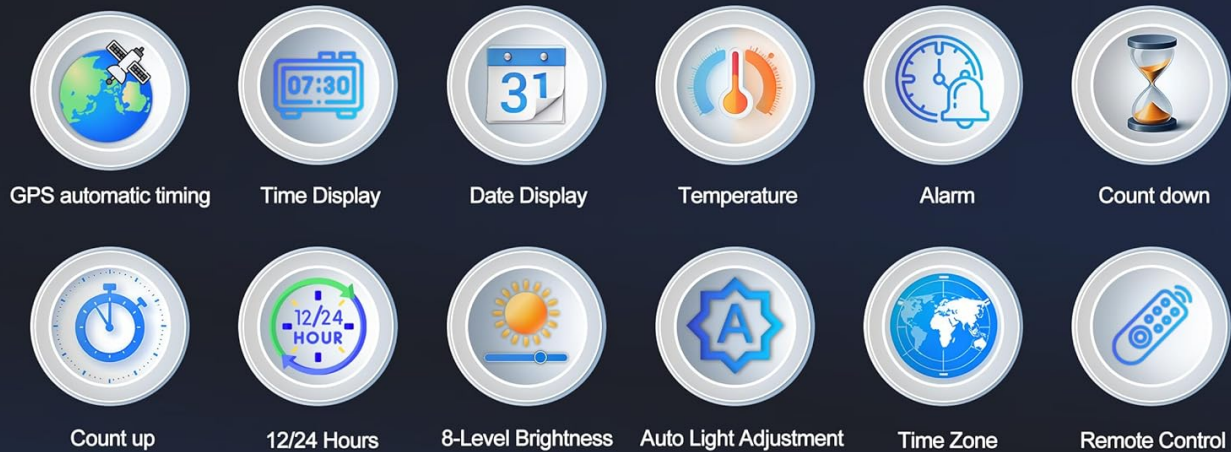 07:30
31
GPS automatic timing
Time Display
Date Display
Temperature
Alarm
Count down
12/24
HOUR
A
Count up
12/24 Hours
8-Level Brightness
Auto Light Adjustment
Time Zone
Remote Control